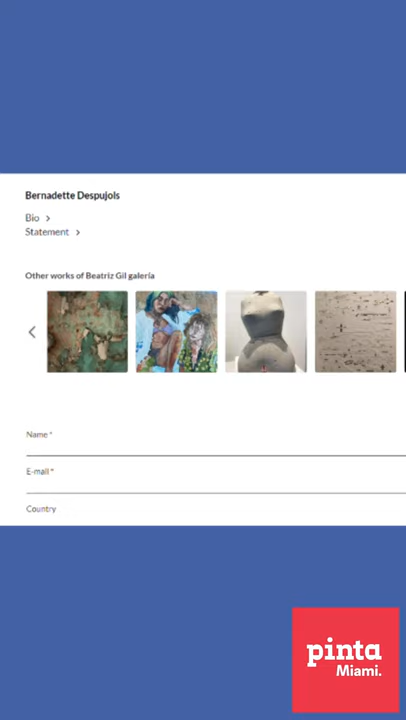 Bernadette Despujols
Bio >
Statement >
Other works of Beatriz Gil galería
Name *
E-mail *
Country
pinta
Miami.